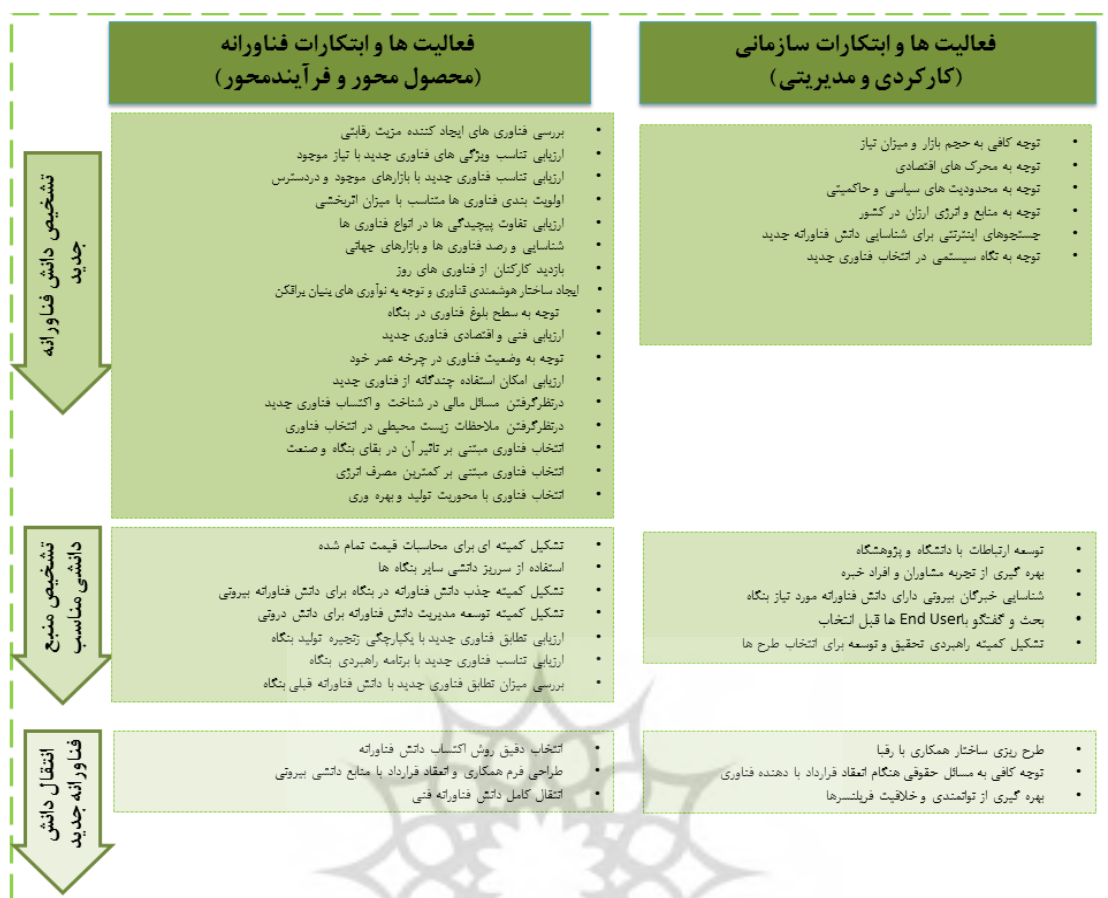 فعالیت ها و ابتکارات سازمانی
(کارکردی و مدیریتی)
فعالیت ها و ابتکارات فناورانه
(محصول محور و فرآیندمحور)
تشخیص دانش فناورانه
جدید
• توجه کافی به حجم بازار و میزان نیاز
• توجه به محرک های اقتصادی
• توجه به محدودیت های سیاسی و حاکمیتی
• توجه به منابع و انرژی ارزان در کشور
• جستجوهای اینترنتی برای شناسایی دانش فناورانه جدید
• توجه به نگاه سیستمی در انتخاب فناوری جدید
• بررسی فناوری های ایجاد کننده مزیت رقابتی
• ارزیابی تناسب ویژگی های فناوری جدید با نیاز موجود
• ارزیابی تناسب فناوری جدید با بازارهای موجود و دردسترس
• اولویت بندی فناوری ها متناسب با میزان اثربخشی
• ارزیابی تفاوت پیچیدگی ها در انواع فناوری ها
• شناسایی و رصد فناوری ها و بازارهای جهانی
• بازدید کارکنان از فناوری های روز
• ایجاد ساختار هوشمندی فناوری و توجه به نوآوری های بنیان برافکن
• توجه به سطح بلوغ فناوری در بنگاه
• ارزیابی فنی و اقتصادی فناوری جدید
• توجه به وضعیت فناوری در چرخه عمر خود
• ارزیابی امکان استفاده چندگانه از فناوری جدید
• درنظرگرفتن مسائل مالی در شناخت و اکتساب فناوری جدید
• درنظرگرفتن ملاحظات زیست محیطی در انتخاب فناوری
• انتخاب فناوری مبتنی بر تاثیر آن در بقای بنگاه و صنعت
• انتخاب فناوری مبتنی بر کمترین مصرف انرژی
• انتخاب فناوری با محوریت تولید و بهره وری
تشخیص منبع
دانشی مناسب
• توسعه ارتباطات با دانشگاه و پژوهشگاه
• بهره گیری از تجربه مشاوران و افراد خبره
• شناسایی خبرگان بیرونی دارای دانش فناورانه مورد نیاز بنگاه
• بحث و گفتگو باEnd User ها قبل انتخاب
• تشکیل کمیته راهبردی تحقیق و توسعه برای انتخاب طرح ها
• تشکیل کمیته ای برای محاسبات قیمت تمام شده
• استفاده از سرریز دانشی سایر بنگاه ها
• تشکیل کمیته جذب دانش فناورانه در بنگاه برای دانش فناورانه بیرونی
• تشکیل کمیته توسعه مدیریت دانش فناورانه برای دانش درونی
• ارزیابی تطابق فناوری جدید با یکپارچگی زنجیره تولید بنگاه
• ارزیابی تناسب فناوری جدید با برنامه راهبردی بنگاه
• بررسی میزان تطابق فناوری جدید با دانش فناورانه قبلی بنگاه
انتقال دانش
فناورانه جدید
• طرح ریزی ساختار همکاری با رقبا
• توجه کافی به مسائل حقوقی هنگام انعقاد قرارداد با دهنده فناوری
• بهره گیری از توانمندی و خلاقیت فریلنسرها
• انتخاب دقیق روش اکتساب دانش فناورانه
• طراحی فرم همکاری و انعقاد قرارداد با منابع دانشی بیرونی
• انتقال کامل دانش فناورانه فنی